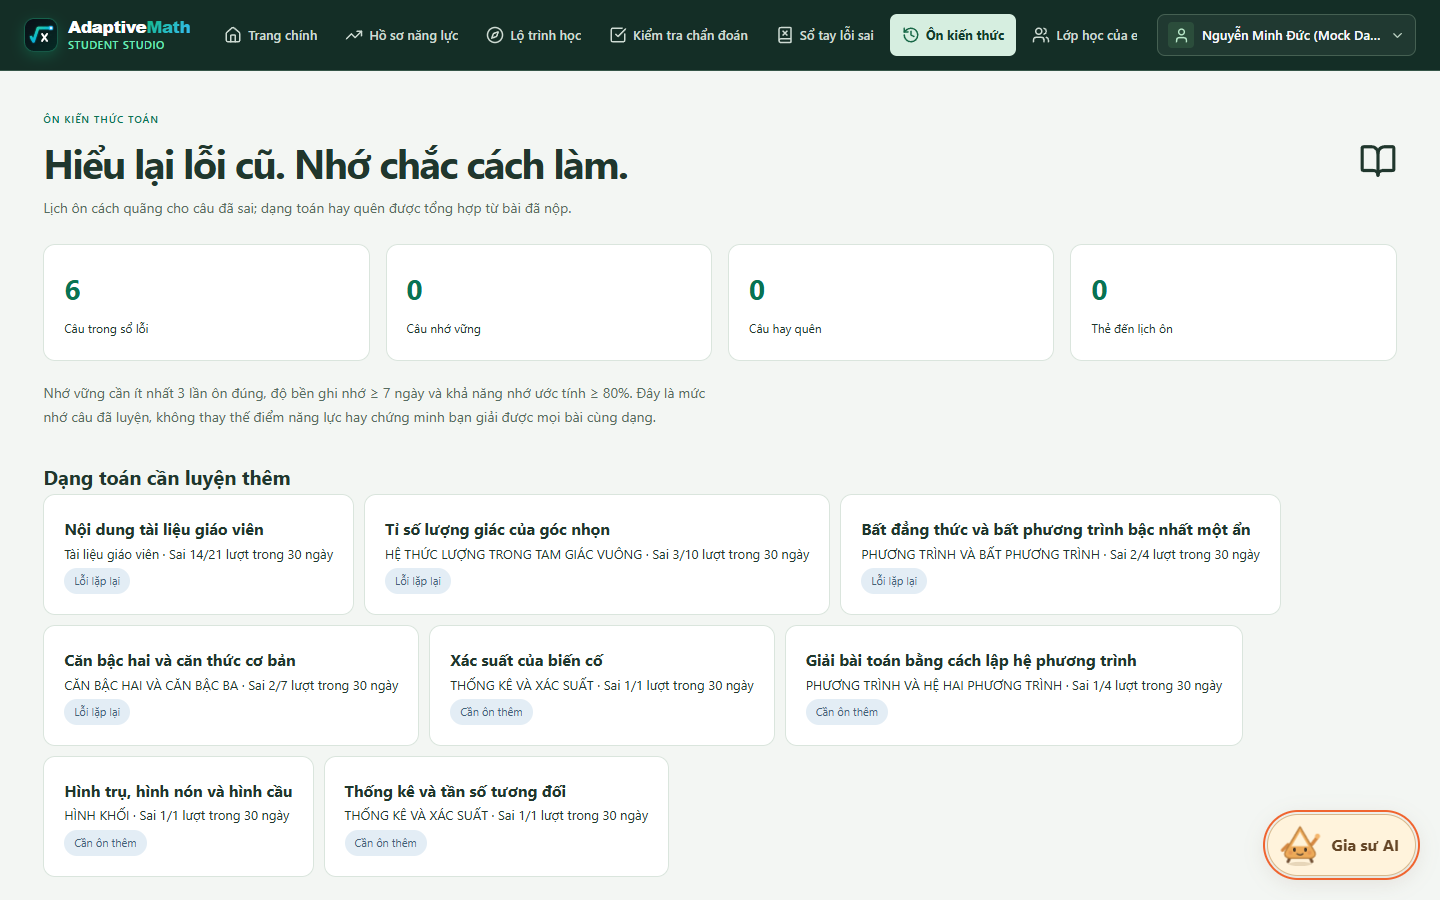 AdaptiveMath
STUDENT STUDIO
Trang chính
Hồ sơ năng lực
Lộ trình học
Kiểm tra chẩn đoán
Sổ tay lỗi sai
Ôn kiến thức
Lớp học của e
Nguyễn Minh Đức (Mock Da...
ÔN KIẾN THỨC TOÁN
Hiểu lại lỗi cũ. Nhớ chắc cách làm.
Lịch ôn cách quãng cho câu đã sai; dạng toán hay quên được tổng hợp từ bài đã nộp.
6
Câu trong sổ lỗi
0
Câu nhớ vững
0
Câu hay quên
0
Thẻ đến lịch ôn
Nhớ vững cần ít nhất 3 lần ôn đúng, độ bền ghi nhớ ≥ 7 ngày và khả năng nhớ ước tính ≥ 80%. Đây là mức
nhớ câu đã luyện, không thay thế điểm năng lực hay chứng minh bạn giải được mọi bài cùng dạng.
Dạng toán cần luyện thêm
Nội dung tài liệu giáo viên
Tài liệu giáo viên · Sai 14/21 lượt trong 30 ngày
Lỗi lặp lại
Tỉ số lượng giác của góc nhọn
HỆ THỨC LƯỢNG TRONG TAM GIÁC VUÔNG · Sai 3/10 lượt trong 30 ngày
Lỗi lặp lại
Bất đẳng thức và bất phương trình bậc nhất một ẩn
PHƯƠNG TRÌNH VÀ BẤT PHƯƠNG TRÌNH · Sai 2/4 lượt trong 30 ngày
Lỗi lặp lại
Căn bậc hai và căn thức cơ bản
CĂN BẬC HAI VÀ CĂN BẬC BA · Sai 2/7 lượt trong 30 ngày
Lỗi lặp lại
Xác suất của biến cố
THỐNG KÊ VÀ XÁC SUẤT · Sai 1/1 lượt trong 30 ngày
Cần ôn thêm
Giải bài toán bằng cách lập hệ phương trình
PHƯƠNG TRÌNH VÀ HỆ HAI PHƯƠNG TRÌNH · Sai 1/4 lượt trong 30 ngày
Cần ôn thêm
Hình trụ, hình nón và hình cầu
HÌNH KHỐI · Sai 1/1 lượt trong 30 ngày
Cần ôn thêm
Thống kê và tần số tương đối
THỐNG KÊ VÀ XÁC SUẤT · Sai 1/1 lượt trong 30 ngày
Cần ôn thêm
Gia sư AI